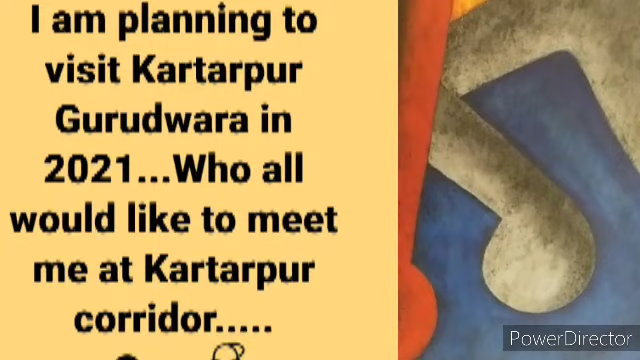 I am planning to
visit Kartarpur
Gurudwara in
2021...Who all
would like to meet
me at Kartarpur
corridor.....
PowerDirector